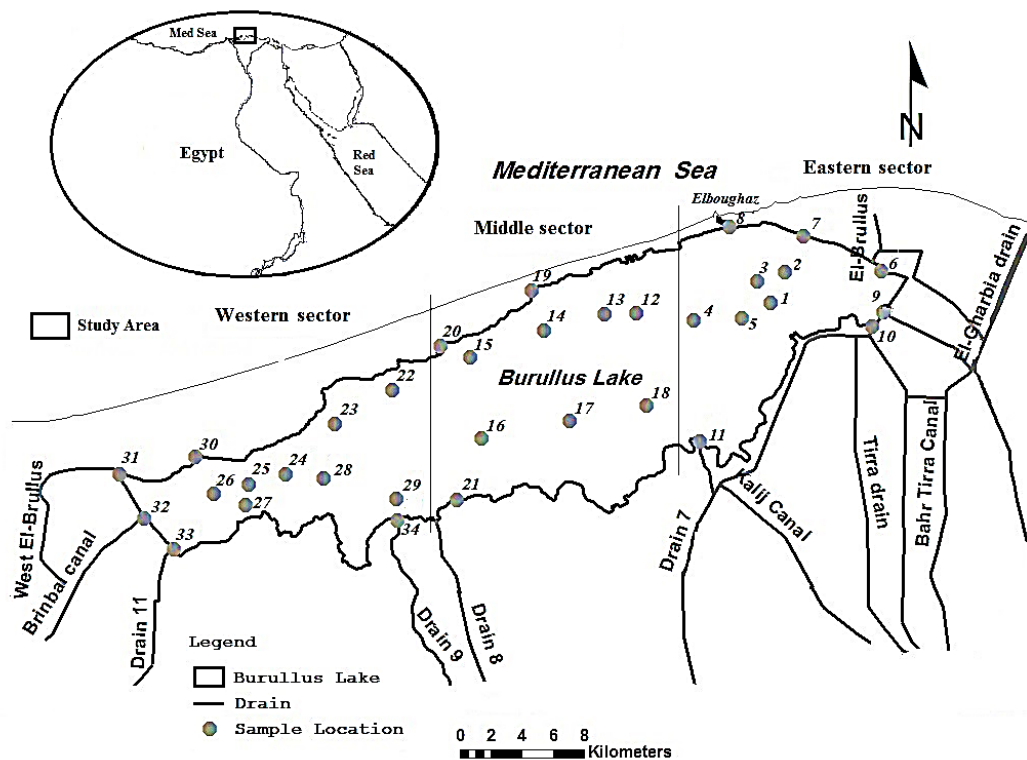 Med Sea
Egypt
Red
Sea
Study Area
N
Mediterranean Sea
Eastern sector
Middle sector
Western sector
Elboughaz
Burullus Lake
El-Brullus
El-Gharbia drain
8
7
6
2
3
1
9
10
5
4
12
13
14
19
20
15
22
23
18
17
16
11
30
31
24
25
26
28
27
29
21
32
33
34
West El-Brullus
Brinbal canal
Drain 11
Drain 9
Drain 8
Drain 7
Kalij Canal
Tirra drain
Bahr Tirra Canal
Legend
Burullus Lake
Drain
Sample Location
0 2 4 6 8
Kilometers